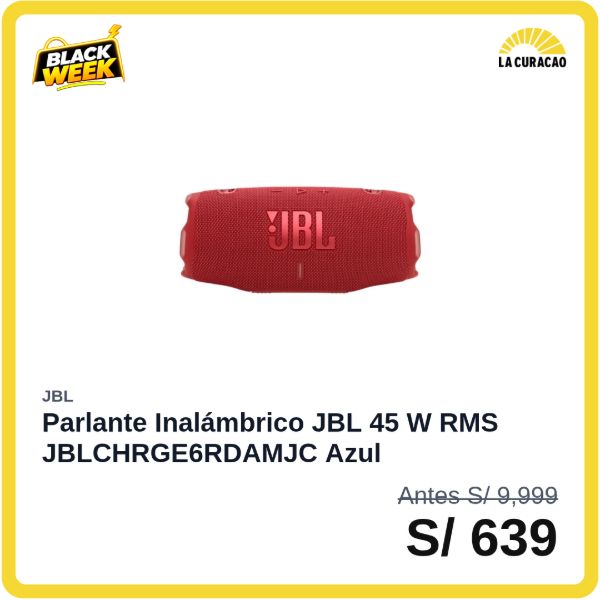 BLACK
WEEK
LA CURACAO
JBL
JBL
Parlante Inalámbrico JBL 45 W RMS
JBLCHRGE6RDAMJC Azul
Antes S/ 9,999
S/ 639